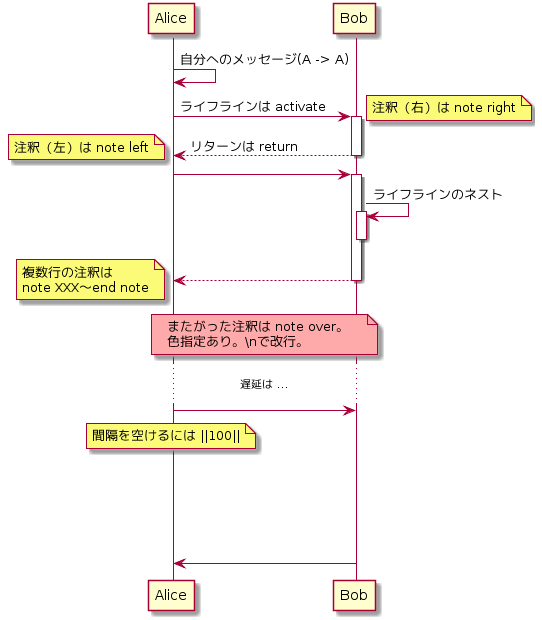 Alice
Bob
自分へのメッセージ(A -> A)
ライフラインは activate
注釈（右）は note right
注釈（左）は note left
リターンは return
ライフラインのネスト
複数行の注釈は
note XXX～end note
またがった注釈は note over。
色指定あり。\nで改行。
遅延は ...
間隔を空けるには ||100||
Alice
Bob